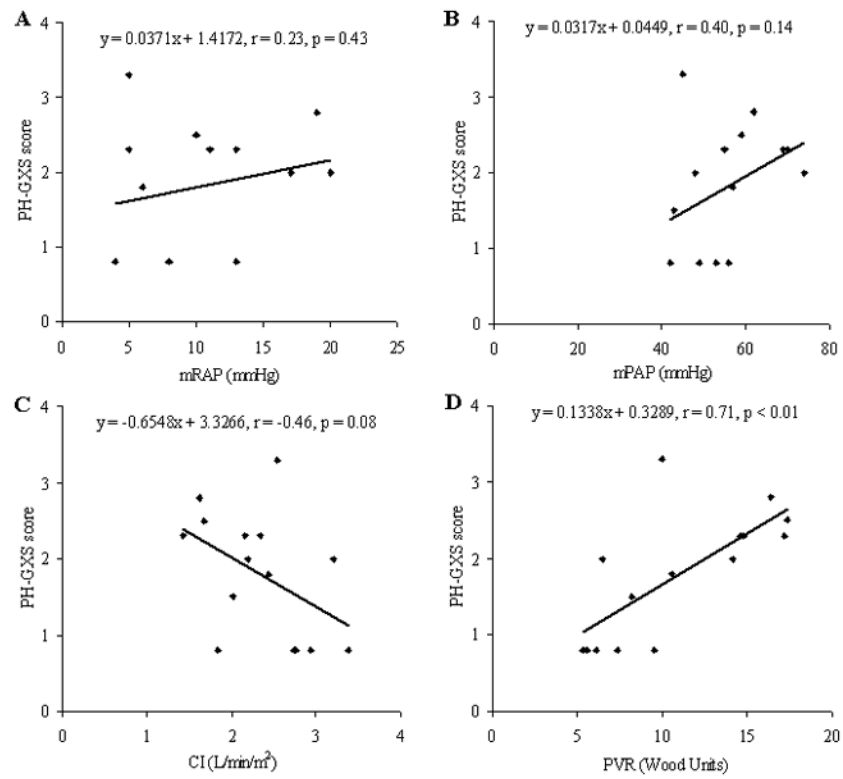 A
y = 0.0371x + 1.4172, r = 0.23, p = 0.43
4
3
2
1
0
PH-GXS score
0 5 10 15 20 25
mRAP (mmHg)
B
y = 0.0317x + 0.0449, r = 0.40, p = 0.14
4
3
2
1
0
PH-GXS score
0 20 40 60 80
mPAP (mmHg)
C
y = -0.6548x + 3.3266, r = -0.46, p = 0.08
4
3
2
1
0
PH-GXS score
0 1 2 3 4
CI (L/min/m²)
D
y = 0.1338x + 0.3289, r = 0.71, p < 0.01
4
3
2
1
0
PH-GXS score
0 5 10 15 20
PVR (Wood Units)